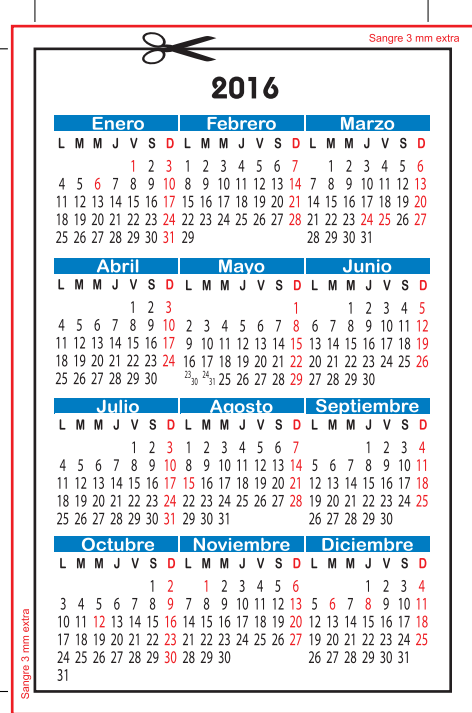 Sangre 3 mm extra
2016
Enero Febrero Marzo
L M M J V S D L M M J V S D L M M J V S D
1 2 3 1 2 3 4 5 6 7 1 2 3 4 5 6
4 5 6 7 8 9 10 8 9 10 11 12 13 14 7 8 9 10 11 12 13
11 12 13 14 15 16 17 15 16 17 18 19 20 21 14 15 16 17 18 19 20
18 19 20 21 22 23 24 22 23 24 25 26 27 28 21 22 23 24 25 26 27
25 26 27 28 29 30 31 29 28 29 30 31
Abril Mayo Junio
L M M J V S D L M M J V S D L M M J V S D
1 2 3 1 1 2 3 4 5
4 5 6 7 8 9 10 2 3 4 5 6 7 8 6 7 8 9 10 11 12
11 12 13 14 15 16 17 9 10 11 12 13 14 15 13 14 15 16 17 18 19
18 19 20 21 22 23 24 16 17 18 19 20 21 22 20 21 22 23 24 25 26
25 26 27 28 29 30 23 30 24 31 25 26 27 28 29 27 28 29 30
Julio Agosto Septiembre
L M M J V S D L M M J V S D L M M J V S D
1 2 3 1 2 3 4 5 6 7 1 2 3 4
4 5 6 7 8 9 10 8 9 10 11 12 13 14 5 6 7 8 9 10 11
11 12 13 14 15 16 17 15 16 17 18 19 20 21 12 13 14 15 16 17 18
18 19 20 21 22 23 24 22 23 24 25 26 27 28 19 20 21 22 23 24 25
25 26 27 28 29 30 31 29 30 31 26 27 28 29 30
Octubre Noviembre Diciembre
L M M J V S D L M M J V S D L M M J V S D
1 2 1 2 3 4 5 6 1 2 3 4
3 4 5 6 7 8 9 7 8 9 10 11 12 13 5 6 7 8 9 10 11
10 11 12 13 14 15 16 14 15 16 17 18 19 20 12 13 14 15 16 17 18
17 18 19 20 21 22 23 21 22 23 24 25 26 27 19 20 21 22 23 24 25
24 25 26 27 28 29 30 28 29 30 26 27 28 29 30 31
31
Sangre 3 mm extra